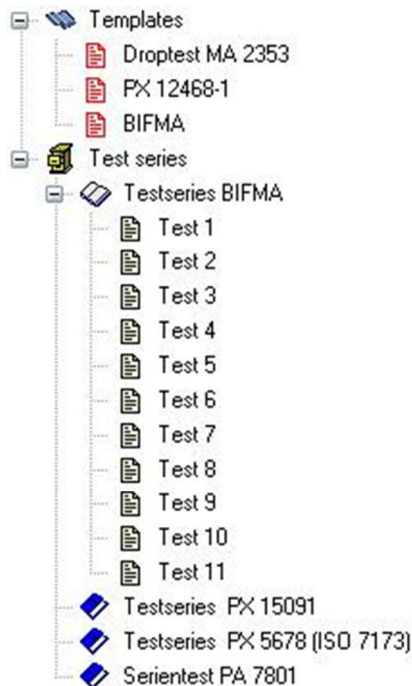 Templates
Droptest MA 2353
PX 12468-1
BIFMA
Test series
Testseries BIFMA
Test 1
Test 2
Test 3
Test 4
Test 5
Test 6
Test 7
Test 8
Test 9
Test 10
Test 11
Testseries PX 15091
Testseries PX 5678 (ISO 7173)
Serientest PA 7801